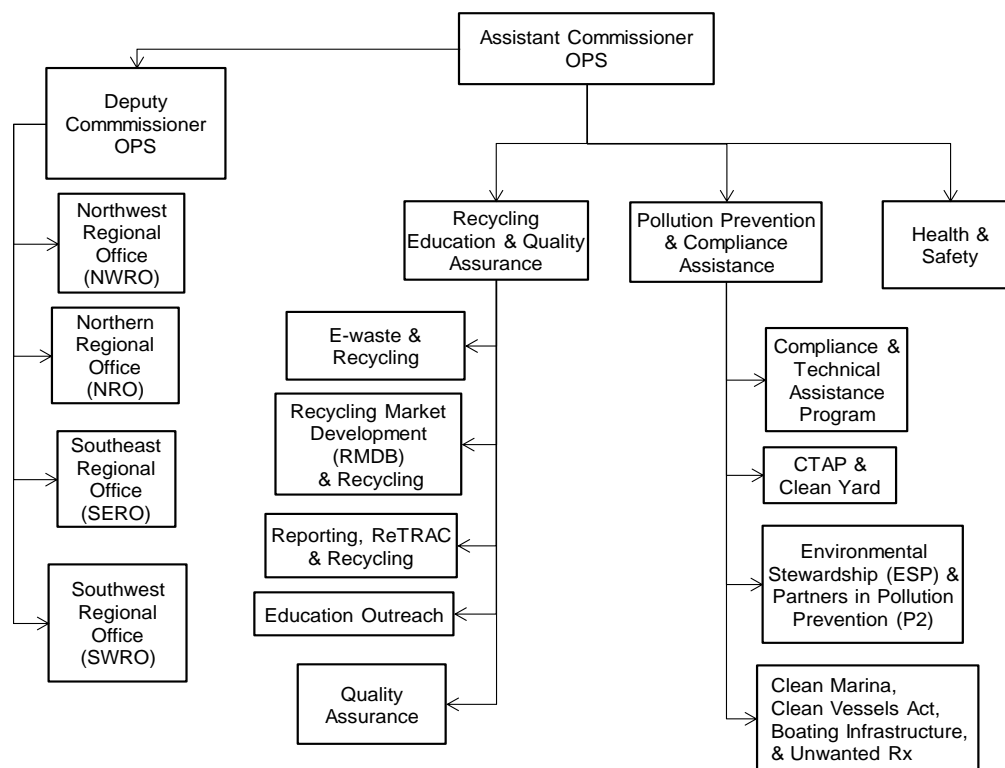 Assistant Commissioner
OPS
Deputy
Commmissioner
OPS
Northwest
Regional
Office
(NWRO)
Northern
Regional
Office
(NRO)
Southeast
Regional
Office
(SERO)
Southwest
Regional
Office
(SWRO)
Recycling
Education & Quality
Assurance
E-waste &
Recycling
Recycling Market
Development
(RMDB)
& Recycling
Reporting, ReTRAC
& Recycling
Education Outreach
Quality
Assurance
Pollution Prevention
& Compliance
Assistance
Compliance &
Technical
Assistance
Program
CTAP &
Clean Yard
Environmental
Stewardship (ESP) &
Partners in Pollution
Prevention (P2)
Clean Marina,
Clean Vessels Act,
Boating Infrastructure,
& Unwanted Rx
Health &
Safety